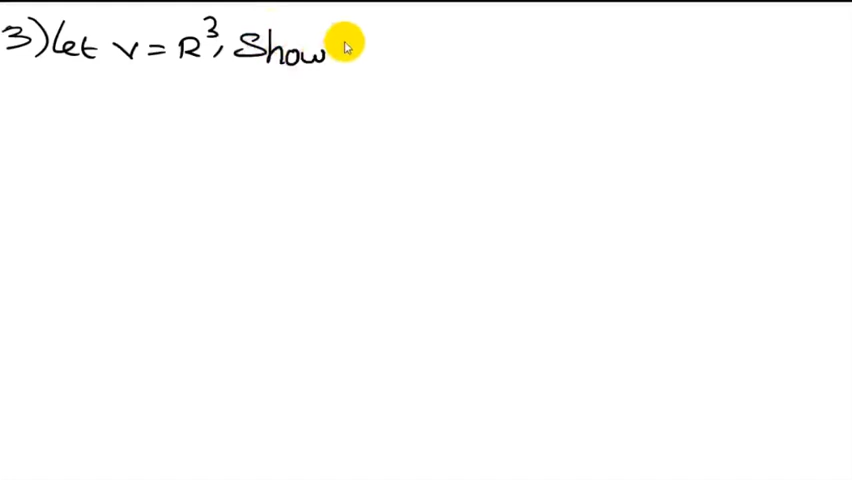 3) let V = R³, Show